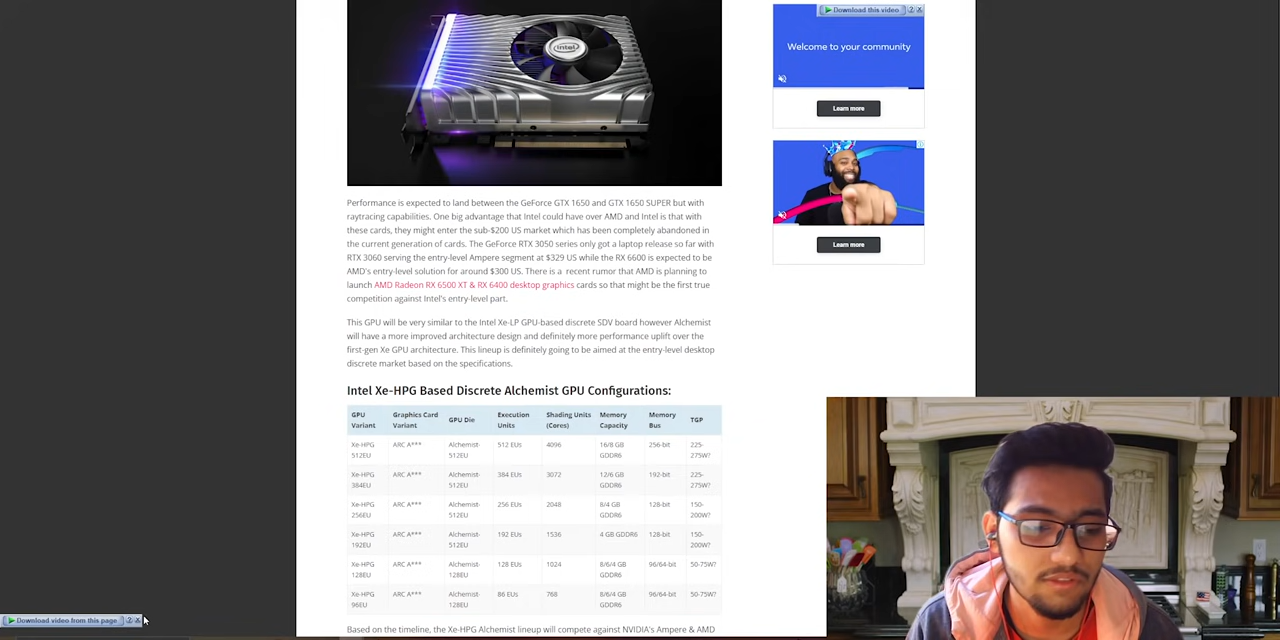 intel
Download this video
Welcome to your community
Learn more
Learn more
Performance is expected to land between the GeForce GTX 1650 and GTX 1650 SUPER but with
raytracing capabilities. One big advantage that Intel could have over AMD and Intel is that with
these cards, they might enter the sub-$200 US market which has been completely abandoned in
the current generation of cards. The GeForce RTX 3050 series only got a laptop release so far with
RTX 3060 serving the entry-level Ampere segment at $329 US while the RX 6600 is expected to be
AMD's entry-level solution for around $300 US. There is a recent rumor that AMD is planning to
launch AMD Radeon RX 6500 XT & RX 6400 desktop graphics cards so that might be the first true
competition against Intel's entry-level part.
This GPU will be very similar to the Intel Xe-LP GPU-based discrete SDV board however Alchemist
will have a more improved architecture design and definitely more performance uplift over the
first-gen Xe GPU architecture. This lineup is definitely going to be aimed at the entry-level desktop
discrete market based on the specifications.
Intel Xe-HPG Based Discrete Alchemist GPU Configurations:
GPU Graphics Card GPU Die Execution Shading Units Memory Memory TGP
Variant Variant Units (Cores) Capacity Bus
Xe-HPG ARC A*** Alchemist- 512 EUs 4096 16/8 GB 256-bit 225-
512EU 512EU GDDR6 275W?
Xe-HPG ARC A*** Alchemist- 384 EUs 3072 12/6 GB 192-bit 225-
384EU 512EU GDDR6 275W?
Xe-HPG ARC A*** Alchemist- 256 EUs 2048 8/4 GB 128-bit 150-
256EU 512EU GDDR6 200W?
Xe-HPG ARC A*** Alchemist- 192 EUs 1536 4 GB GDDR6 128-bit 150-
192EU 512EU 200W?
Xe-HPG ARC A*** Alchemist- 128 EUs 1024 8/6/4 GB 96/64-bit 50-75W?
128EU 128EU GDDR6
Xe-HPG ARC A*** Alchemist- 86 EUs 768 8/6/4 GB 96/64-bit 50-75W?
96EU 128EU GDDR6
Download video from this page
Based on the timeline, the Xe-HPG Alchemist lineup will compete against NVIDIA's Ampere & AMD